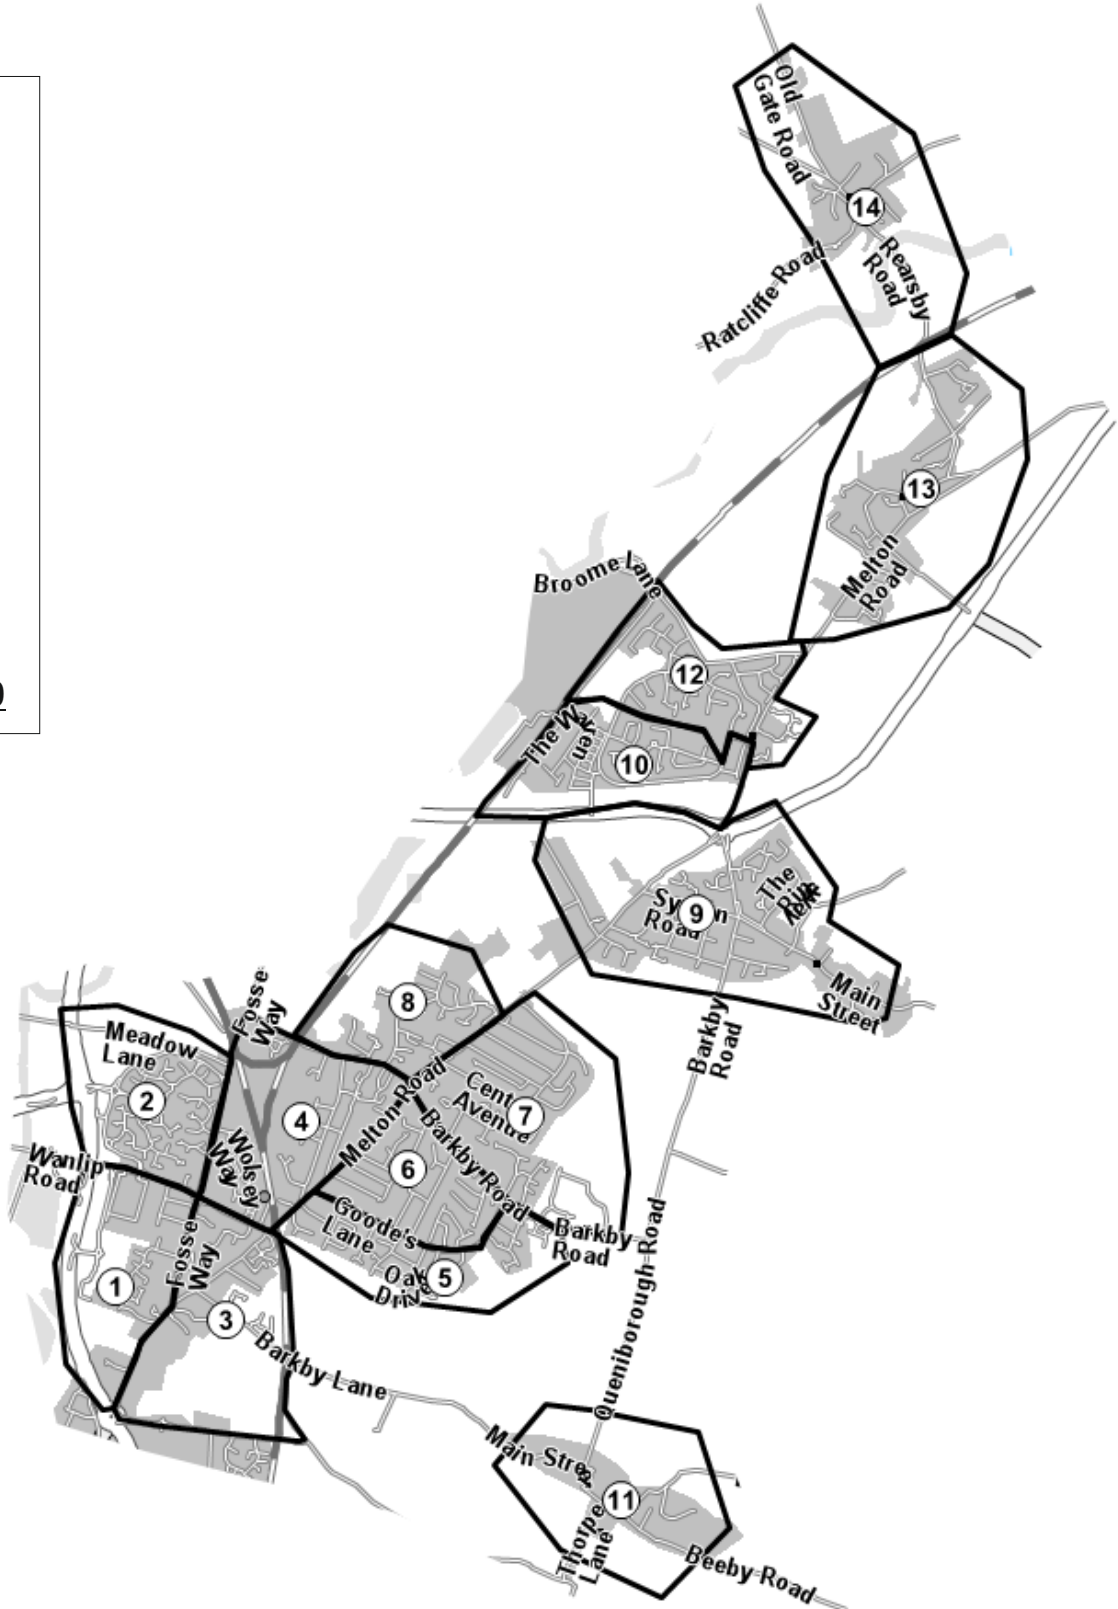 Old
Gate Road
14
Ratcliffe Road
Rearsby
Road
13
Melton
Road
Broome Lane
12
The Warren
10
The
Syston
Road
9
Main
Street
Barkby
Road
8
Fosse
Way
Meadow
Lane
2
4
Melton Road
Central
Avenue
7
Barkby Road
6
Wolsey
Way
Wanlip
Road
Goode's
Lane
Barkby
Road
Fosse
Way
Oak
Drive
5
1
3
Barkby Lane
Queniborough Road
Main Street
11
Thorpe
Lane
Beeby Road